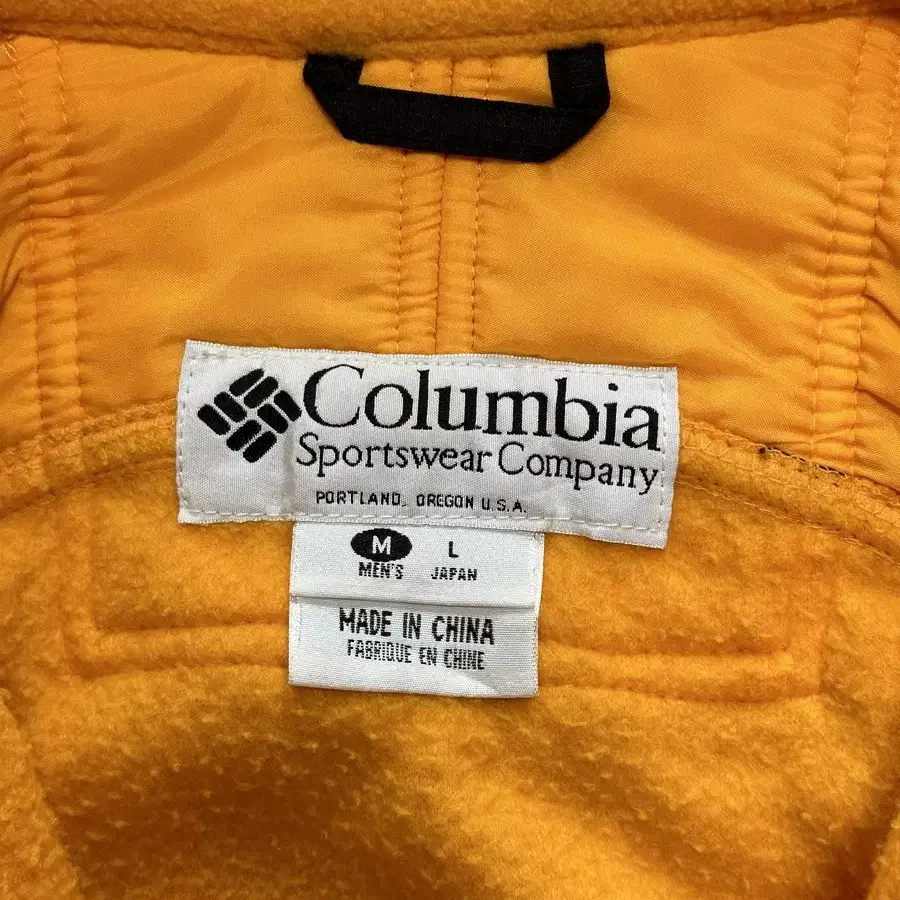 Columbia
Sportswear Company
PORTLAND, OREGON U.S.A.
M L
MEN'S JAPAN
MADE IN CHINA
FABRIQUE EN CHINE